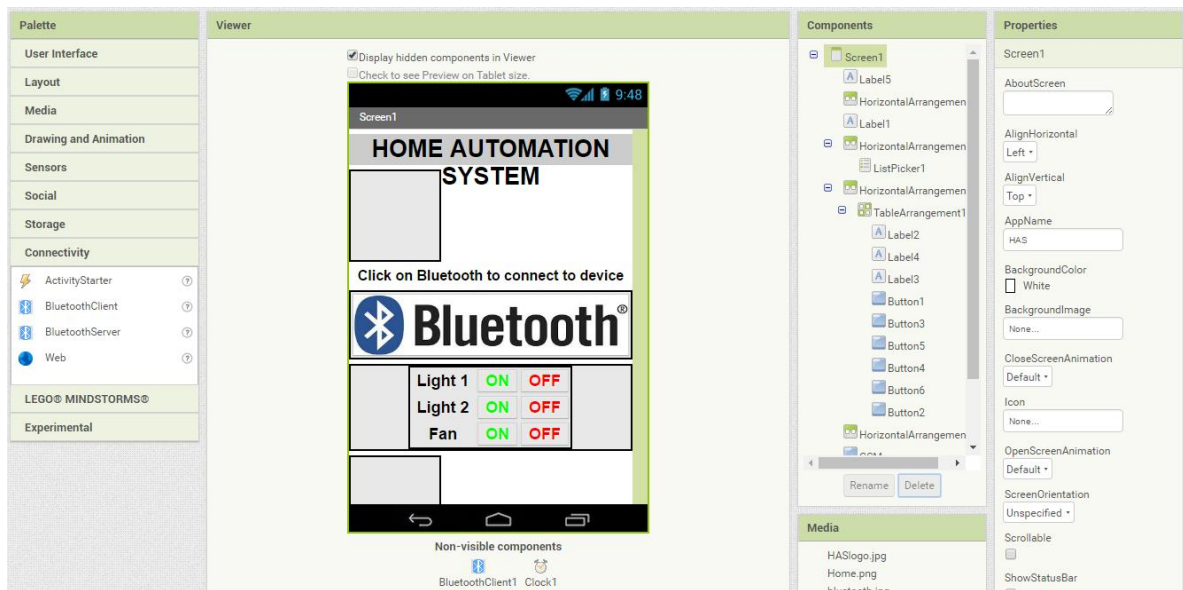 Palette
User Interface
Layout
Media
Drawing and Animation
Sensors
Social
Storage
Connectivity
ActivityStarter
BluetoothClient
BluetoothServer
Web
LEGO® MINDSTORMS®
Experimental
Viewer
Display hidden components in Viewer
Check to see Preview on Tablet size.
9:48
Screen1
HOME AUTOMATION
SYSTEM
Click on Bluetooth to connect to device
Bluetooth®
Light 1 ON OFF
Light 2 ON OFF
Fan ON OFF
Non-visible components
BluetoothClient1 Clock1
Components
Screen1
Label5
HorizontalArrangemen
Label1
HorizontalArrangemen
ListPicker1
HorizontalArrangemen
TableArrangement1
Label2
Label4
Label3
Button1
Button3
Button5
Button4
Button6
Button2
HorizontalArrangemen
Rename Delete
Media
HASlogo.jpg
Home.png
bluetooth.jpg
Properties
Screen1
AboutScreen
AlignHorizontal
Left
AlignVertical
Top
AppName
HAS
BackgroundColor
White
BackgroundImage
None...
CloseScreenAnimation
Default
Icon
None...
OpenScreenAnimation
Default
ScreenOrientation
Unspecified
Scrollable
ShowStatusBar